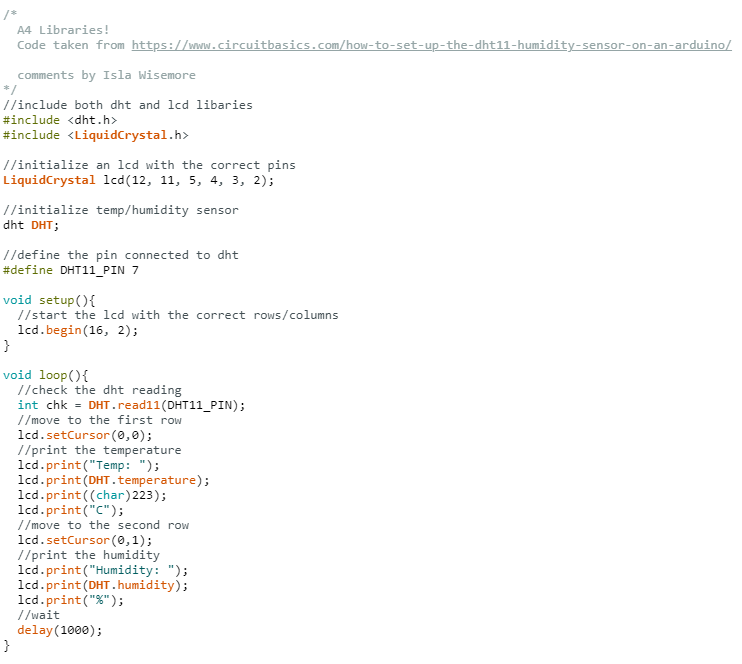 /*
  A4 Libraries!
  Code taken from https://www.circuitbasics.com/how-to-set-up-the-dht11-humidity-sensor-on-an-arduino/

  comments by Isla Wisemore
*/
//include both dht and lcd libaries
#include <dht.h>
#include <LiquidCrystal.h>

//initialize an lcd with the correct pins
LiquidCrystal lcd(12, 11, 5, 4, 3, 2);

//initialize temp/humidity sensor
dht DHT;

//define the pin connected to dht
#define DHT11_PIN 7

void setup(){
  //start the lcd with the correct rows/columns
  lcd.begin(16, 2);
}

void loop(){
  //check the dht reading
  int chk = DHT.read11(DHT11_PIN);
  //move to the first row
  lcd.setCursor(0,0);
  //print the temperature
  lcd.print("Temp: ");
  lcd.print(DHT.temperature);
  lcd.print((char)223);
  lcd.print("C");
  //move to the second row
  lcd.setCursor(0,1);
  //print the humidity
  lcd.print("Humidity: ");
  lcd.print(DHT.humidity);
  lcd.print("%");
  //wait
  delay(1000);
}